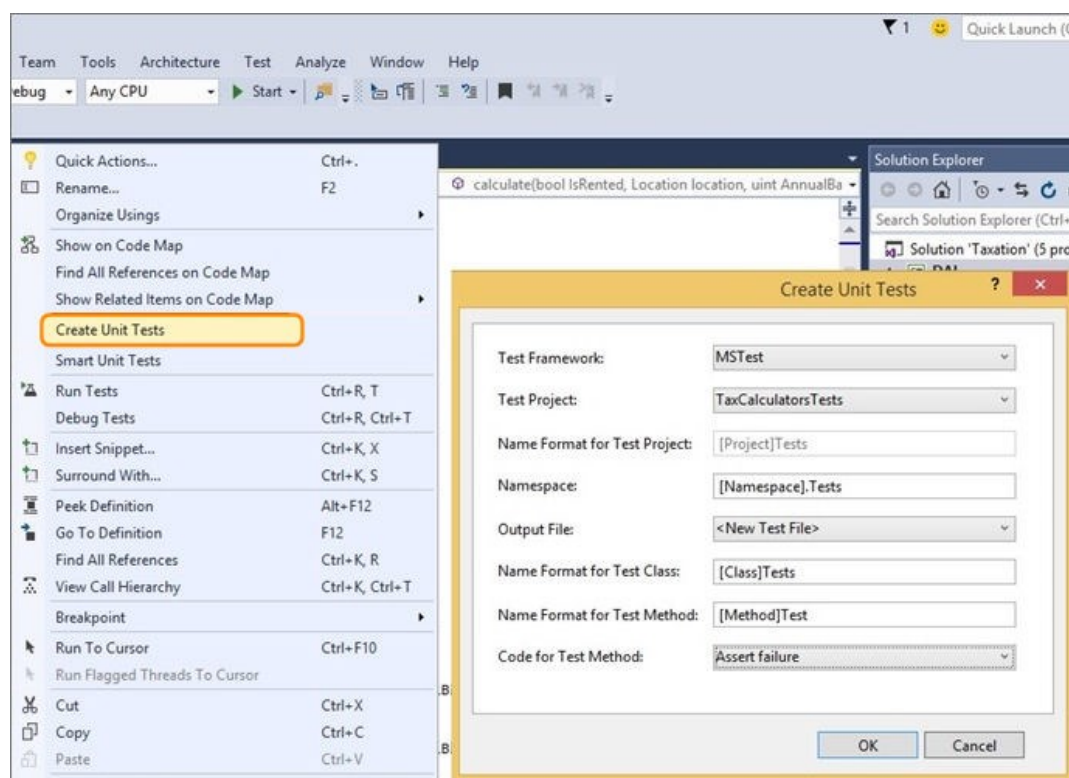 1 Quick Launch (
Team Tools Architecture Test Analyze Window Help
ebug Any CPU Start
Quick Actions... Ctrl+.
Rename... F2
Organize Usings
Show on Code Map
Find All References on Code Map
Show Related Items on Code Map
Create Unit Tests
Smart Unit Tests
Run Tests Ctrl+R, T
Debug Tests Ctrl+R, Ctrl+T
Insert Snippet... Ctrl+K, X
Surround With... Ctrl+K, S
Peek Definition Alt+F12
Go To Definition F12
Find All References Ctrl+K, R
View Call Hierarchy Ctrl+K, Ctrl+T
Breakpoint
Run To Cursor Ctrl+F10
Run Flagged Threads To Cursor
Cut Ctrl+X
Copy Ctrl+C
Paste Ctrl+V
calculate(bool IsRented, Location location, uint AnnualBa
.B
.B
Solution Explorer
Search Solution Explorer (Ctrl+
Solution 'Taxation' (5 pro
Create Unit Tests ?
Test Framework: MSTest
Test Project: TaxCalculatorsTests
Name Format for Test Project: [Project]Tests
Namespace: [Namespace].Tests
Output File: <New Test File>
Name Format for Test Class: [Class]Tests
Name Format for Test Method: [Method]Test
Code for Test Method: Assert failure
OK Cancel